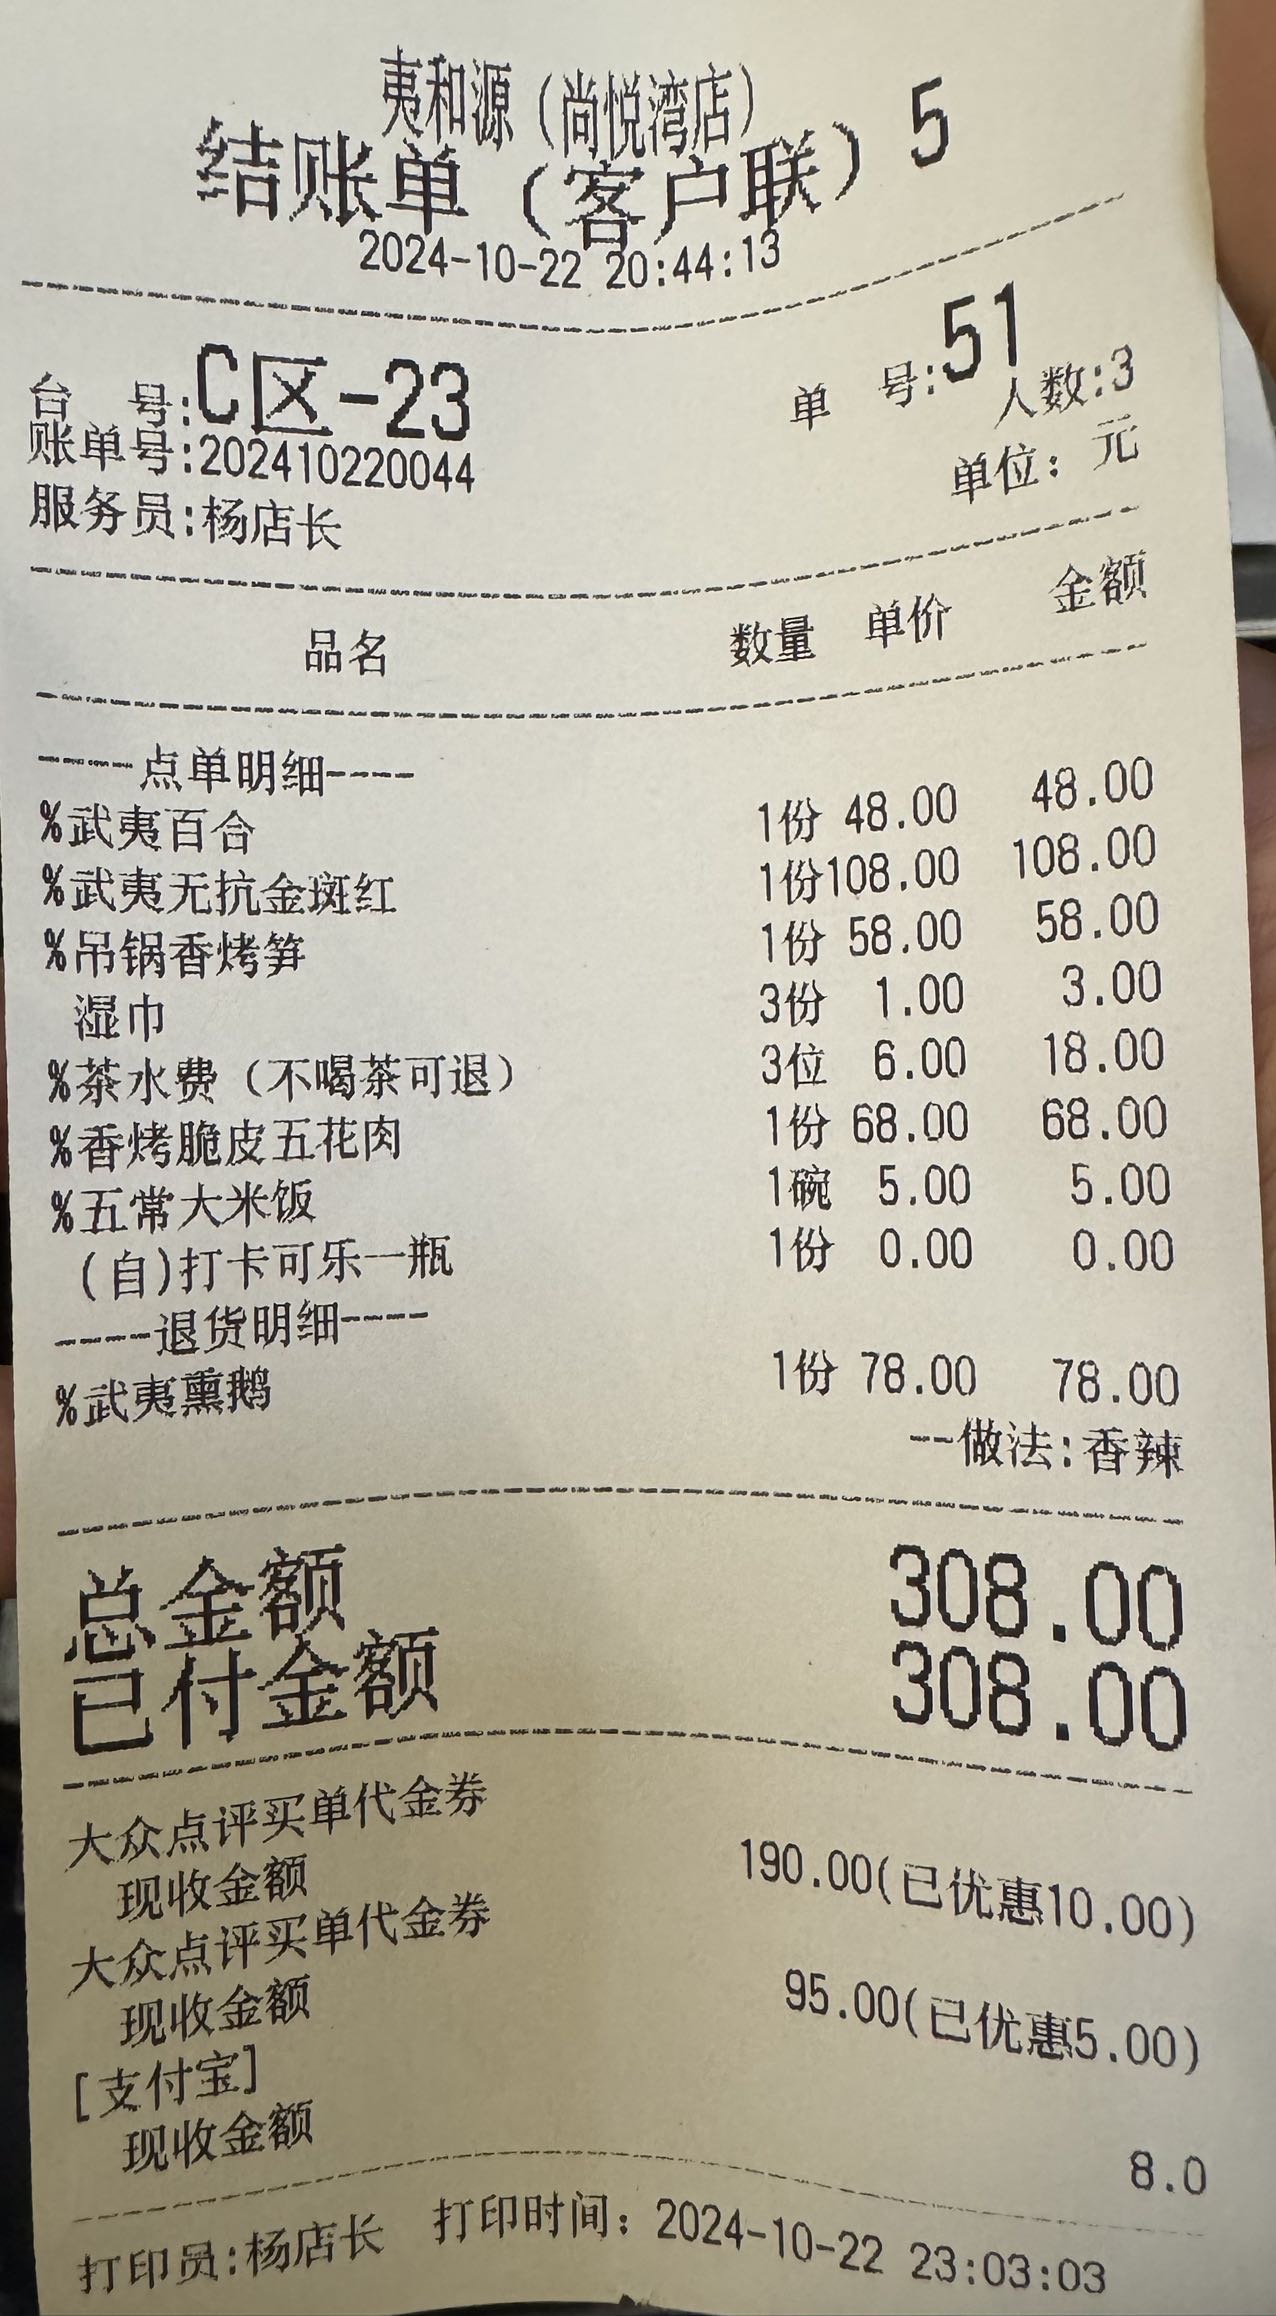 夷和源（尚悦湾店）
结账单（客户联）5
2024-10-22 20:44:13
台　号:C区-23　单　号:51
账单号:202410220044　人数:3
服务员:杨店长　单位：元
品名　数量　单价　金额
----点单明细----
%武夷百合　1份 48.00　48.00
%武夷无抗金斑红　1份108.00　108.00
%吊锅香烤笋　1份 58.00　58.00
湿巾　3份 1.00　3.00
%茶水费（不喝茶可退）　3位 6.00　18.00
%香烤脆皮五花肉　1份 68.00　68.00
%五常大米饭　1碗 5.00　5.00
(自)打卡可乐一瓶　1份 0.00　0.00
----退货明细----
%武夷熏鹅　1份 78.00　78.00
--做法:香辣
总金额　308.00
已付金额　308.00
大众点评买单代金券
现收金额　190.00(已优惠10.00)
大众点评买单代金券
现收金额　95.00(已优惠5.00)
[支付宝]
现收金额　8.0
打印员:杨店长　打印时间：2024-10-22 23:03:03